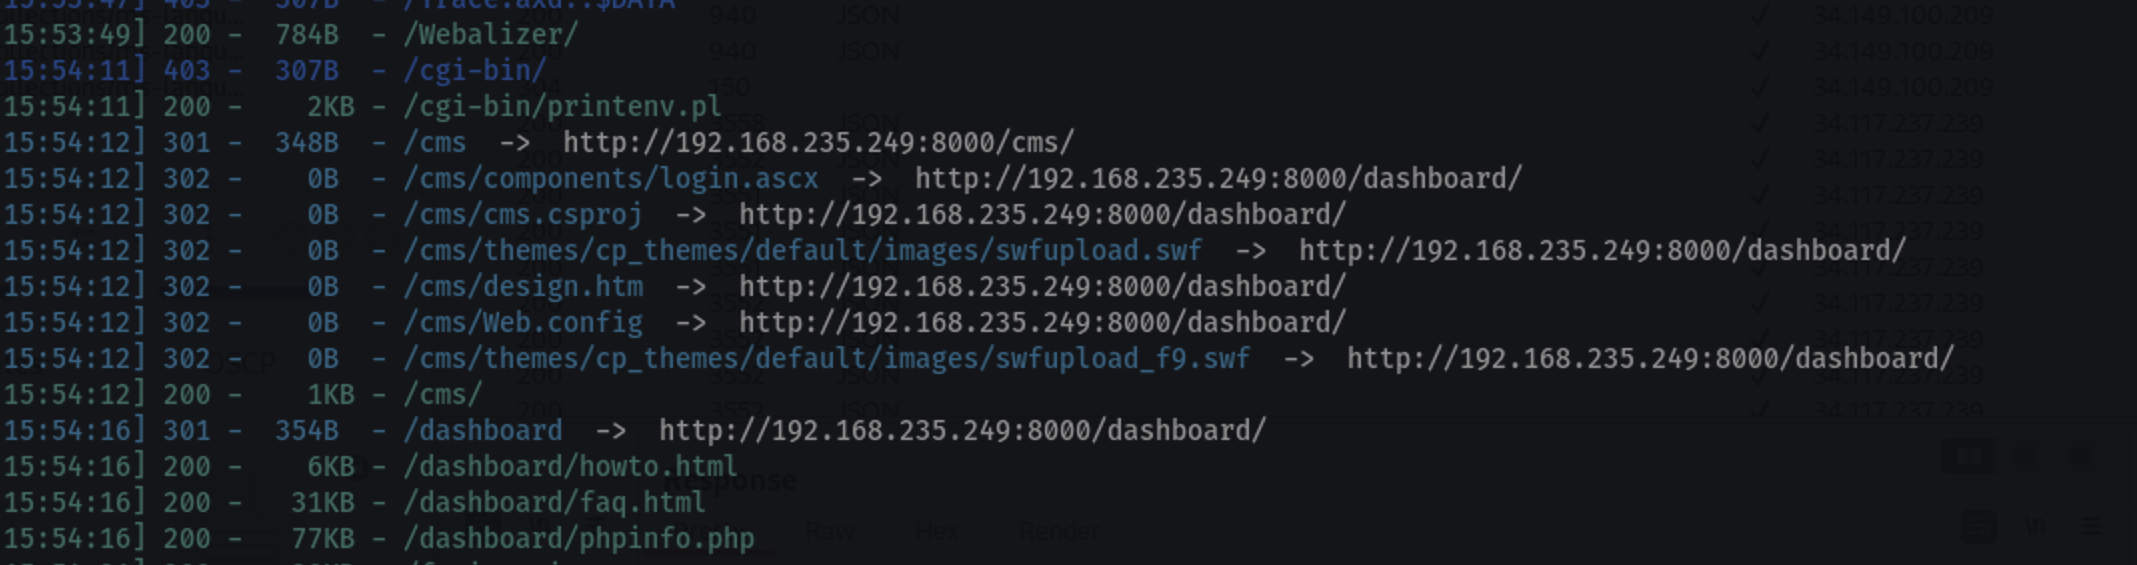 15:53:47] 403 - 307B - /Trace.axd::$DATA
15:53:49] 200 - 784B - /Webalizer/
15:54:11] 403 - 307B - /cgi-bin/
15:54:11] 200 - 2KB - /cgi-bin/printenv.pl
15:54:12] 301 - 348B - /cms -> http://192.168.235.249:8000/cms/
15:54:12] 302 - 0B - /cms/components/login.ascx -> http://192.168.235.249:8000/dashboard/
15:54:12] 302 - 0B - /cms/cms.csproj -> http://192.168.235.249:8000/dashboard/
15:54:12] 302 - 0B - /cms/themes/cp_themes/default/images/swfupload.swf -> http://192.168.235.249:8000/dashboard/
15:54:12] 302 - 0B - /cms/design.htm -> http://192.168.235.249:8000/dashboard/
15:54:12] 302 - 0B - /cms/Web.config -> http://192.168.235.249:8000/dashboard/
15:54:12] 302 - 0B - /cms/themes/cp_themes/default/images/swfupload_f9.swf -> http://192.168.235.249:8000/dashboard/
15:54:12] 200 - 1KB - /cms/
15:54:16] 301 - 354B - /dashboard -> http://192.168.235.249:8000/dashboard/
15:54:16] 200 - 6KB - /dashboard/howto.html
15:54:16] 200 - 31KB - /dashboard/faq.html
15:54:16] 200 - 77KB - /dashboard/phpinfo.php
Response
Raw Hex Render